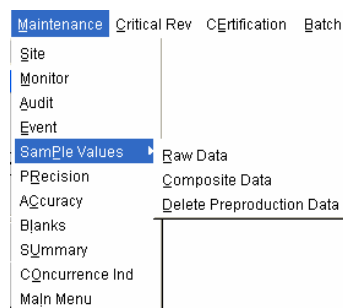 Maintenance Critical Rev CErtification Batch
Site
Monitor
Audit
Event
SamPle Values
Raw Data
PRecision
Composite Data
ACcuracy
Delete Preproduction Data
Blanks
SUmmary
COncurrence Ind
MaIn Menu